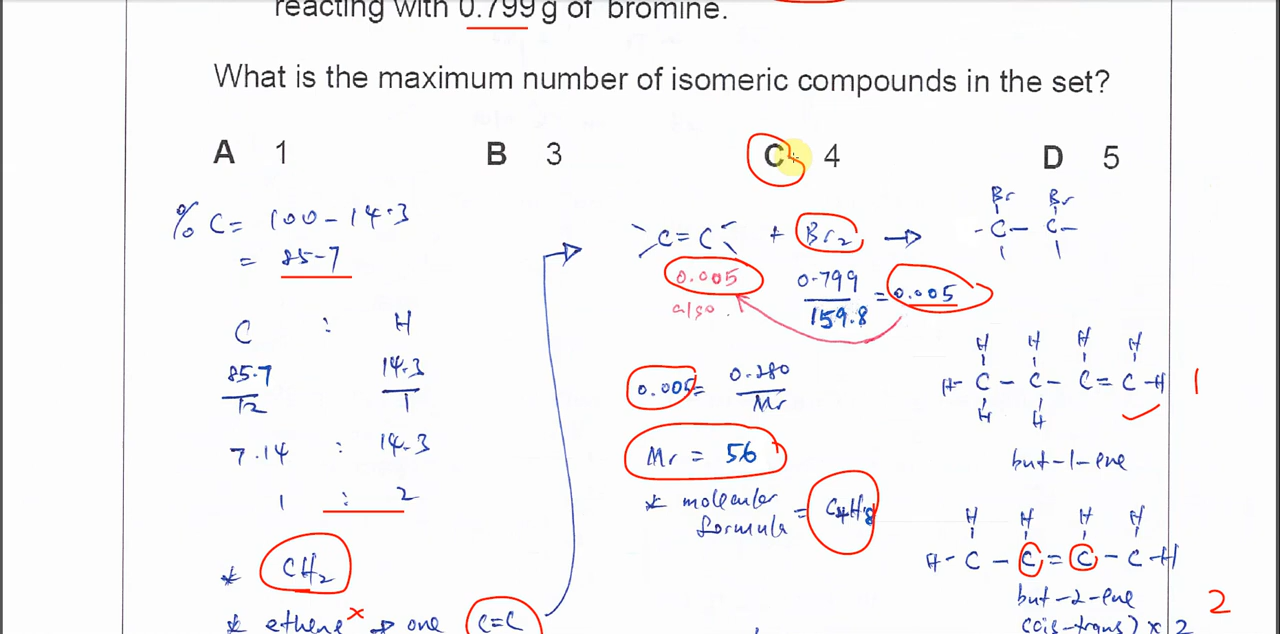 reacting with 0.799 g of bromine.
What is the maximum number of isomeric compounds in the set?
A 1 B 3 C 4 D 5
% C = 100 - 14.3
= 85-7
C : H
85.7/12 14.3/1
7.14 : 14.3
1 : 2
* CH2
* ethene x → one C=C
>C=C< + Br2 →
0.005 0.799/159.8 = 0.005
also.
0.005 = 0.280/Mr
Mr = 56
* molecular formula = C4H8
Br Br
-C- C-
H H H H
H-C-C-C=C-H 1
H H
but-1-ene
H H H H
H-C-C=C-C-H
but-2-ene 2
(cis-trans) x 2